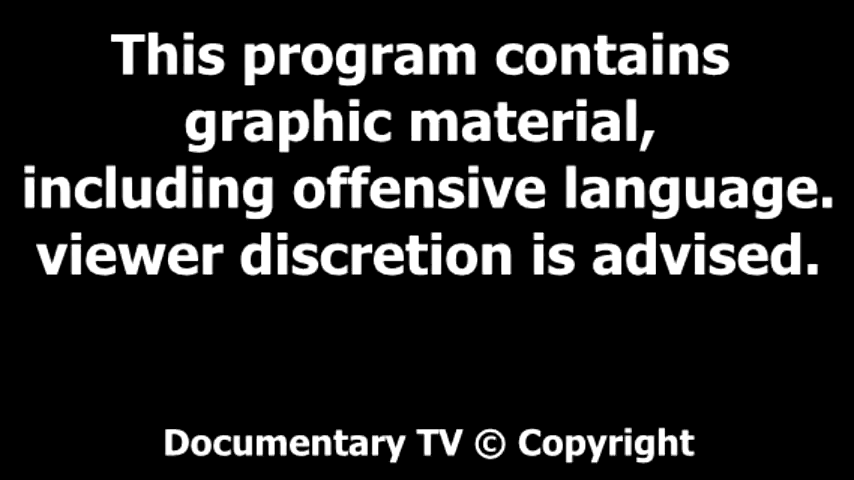 This program contains
graphic material,
including offensive language.
viewer discretion is advised.
Documentary TV © Copyright